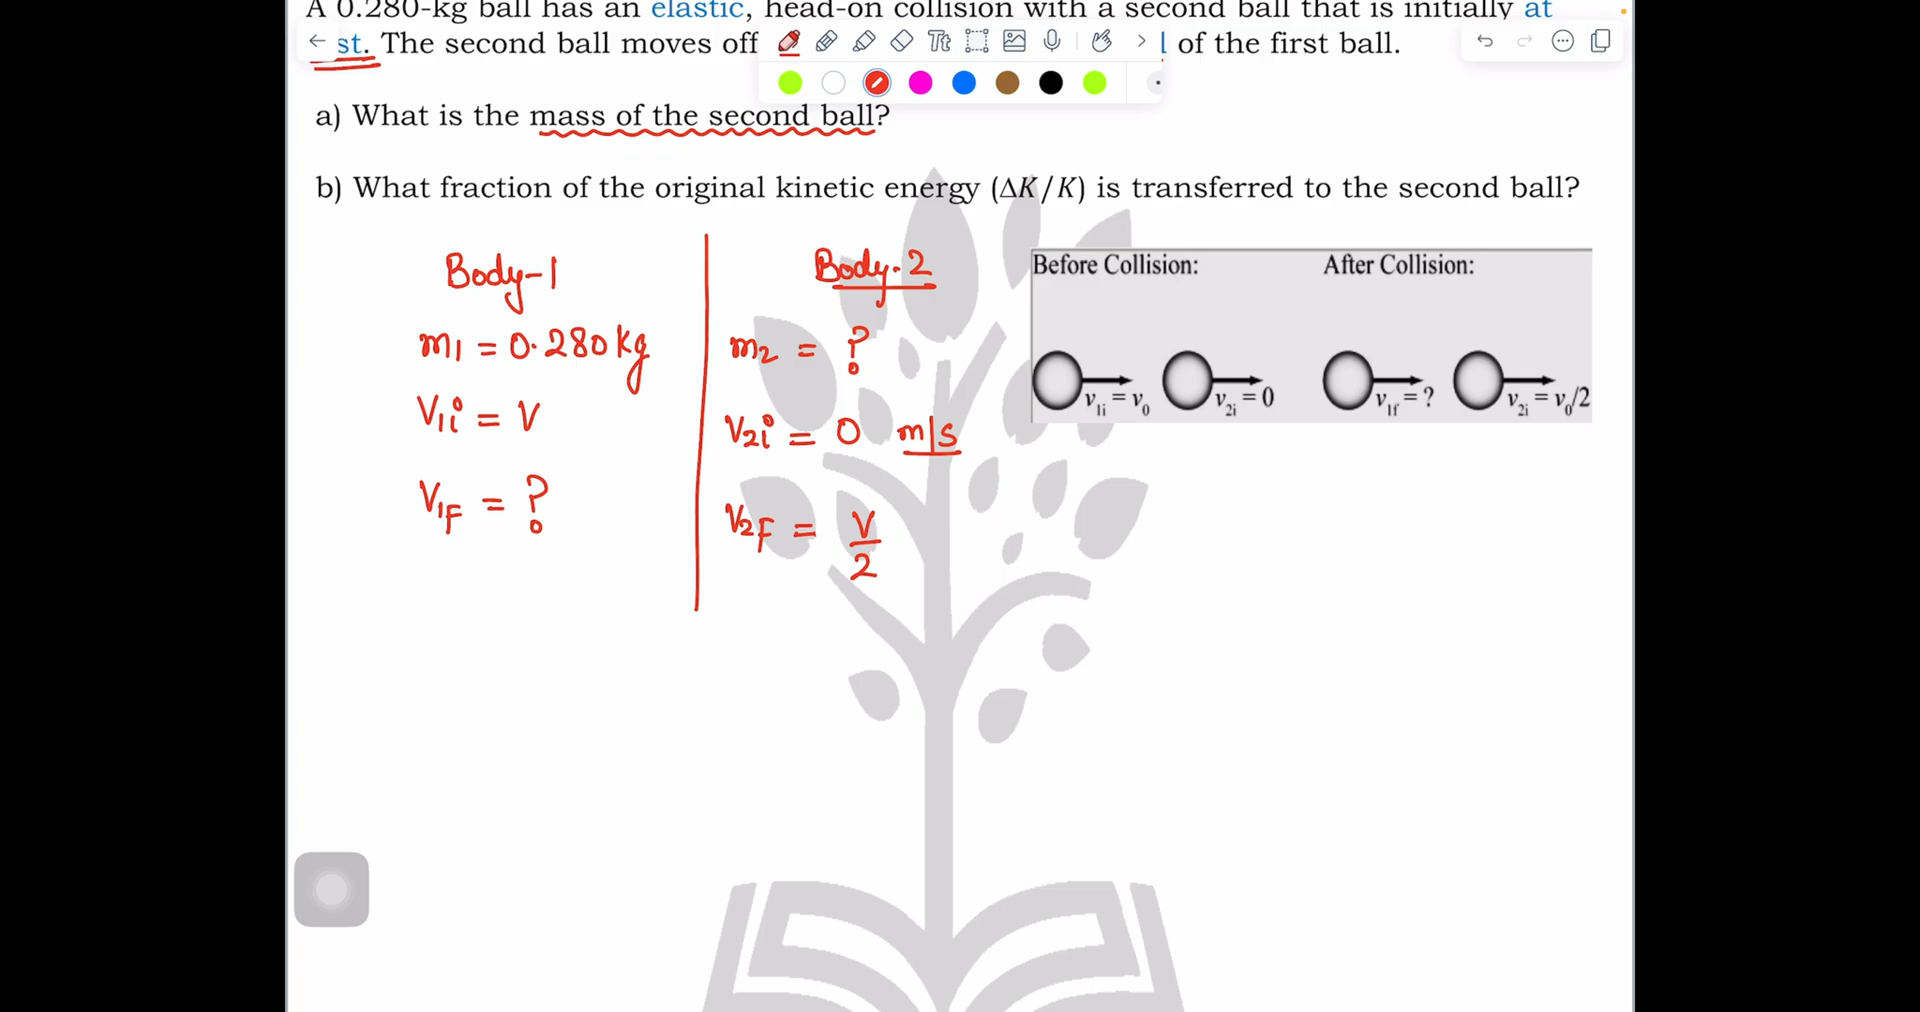 A 0.280-kg ball has an elastic, head-on collision with a second ball that is initially at
st. The second ball moves off of the first ball.
Tt
a) What is the mass of the second ball?
b) What fraction of the original kinetic energy (ΔK/K) is transferred to the second ball?
Body-1
m1 = 0.280 kg
V1i = V
V1F = ?
Body-2
m2 = ?
V2i = 0 m/s
V2F = V/2
Before Collision: After Collision:
v1i = v0 v2i = 0 v1f = ? v2i = v0/2